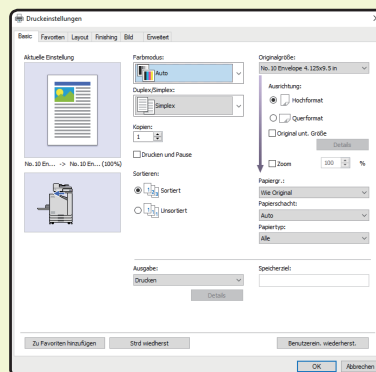 Druckeinstellungen
Basic Favoriten Layout Finishing Bild Erweitert
Aktuelle Einstellung
No. 10 En... -> No. 10 En... (100%)
Farbmodus:
Auto
Duplex/Simplex:
Simplex
Kopien:
1
Drucken und Pause
Sortieren:
Sortiert
Unsortiert
Originalgröße:
No. 10 Envelope 4.125x9.5 in
Ausrichtung:
Hochformat
Querformat
Original unt. Größe
Details
Zoom 100 %
Papiergr.:
Wie Original
Papierschacht:
Auto
Papiertyp:
Alle
Ausgabe:
Drucken
Details
Speicherziel:
Zu Favoriten hinzufügen Strd wiedherst Benutzerein. wiederherst.
OK Abbrechen